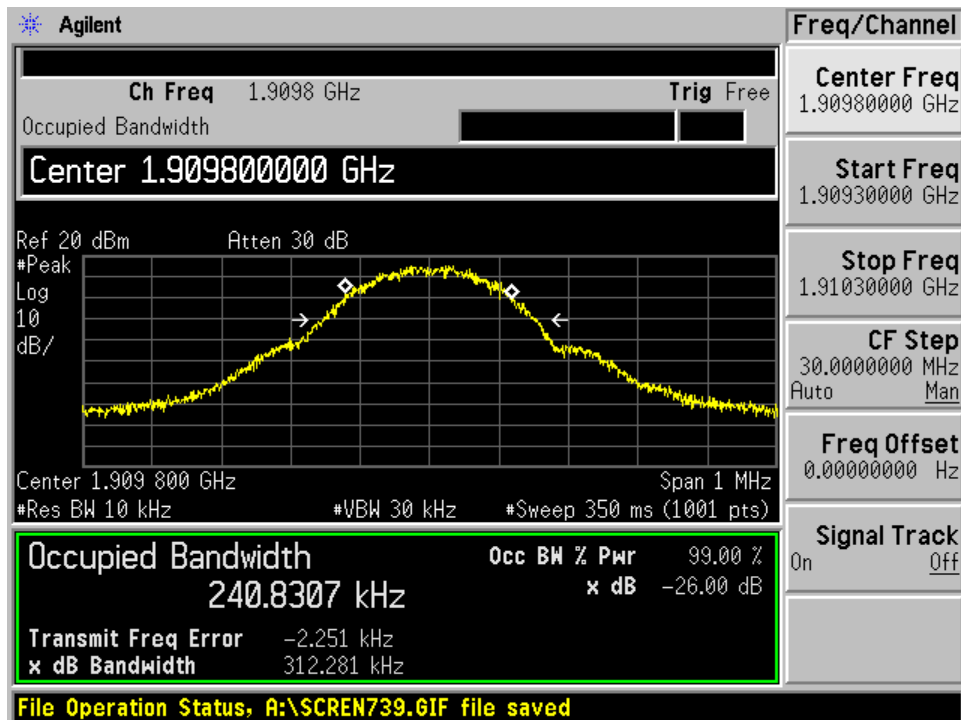 Agilent
Freq/Channel
Ch Freq 1.9098 GHz Trig Free
Occupied Bandwidth
Center 1.909800000 GHz
Ref 20 dBm Atten 30 dB
#Peak
Log
10
dB/
Center 1.909 800 GHz Span 1 MHz
#Res BW 10 kHz #VBW 30 kHz #Sweep 350 ms (1001 pts)
Occupied Bandwidth
240.8307 kHz
Occ BW % Pwr 99.00 %
x dB -26.00 dB
Transmit Freq Error -2.251 kHz
x dB Bandwidth 312.281 kHz
File Operation Status, A:\SCREN739.GIF file saved
Center Freq
1.90980000 GHz
Start Freq
1.90930000 GHz
Stop Freq
1.91030000 GHz
CF Step
30.0000000 MHz
Auto Man
Freq Offset
0.00000000 Hz
Signal Track
On Off